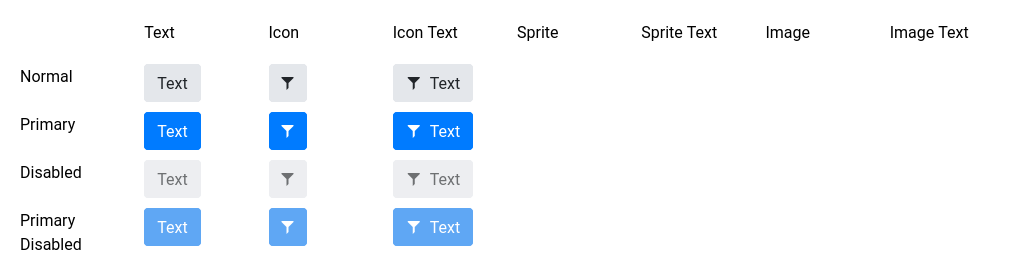 Text Icon Icon Text Sprite Sprite Text Image Image Text
Normal Text Text
Primary Text Text
Disabled Text Text
Primary Text Text
Disabled